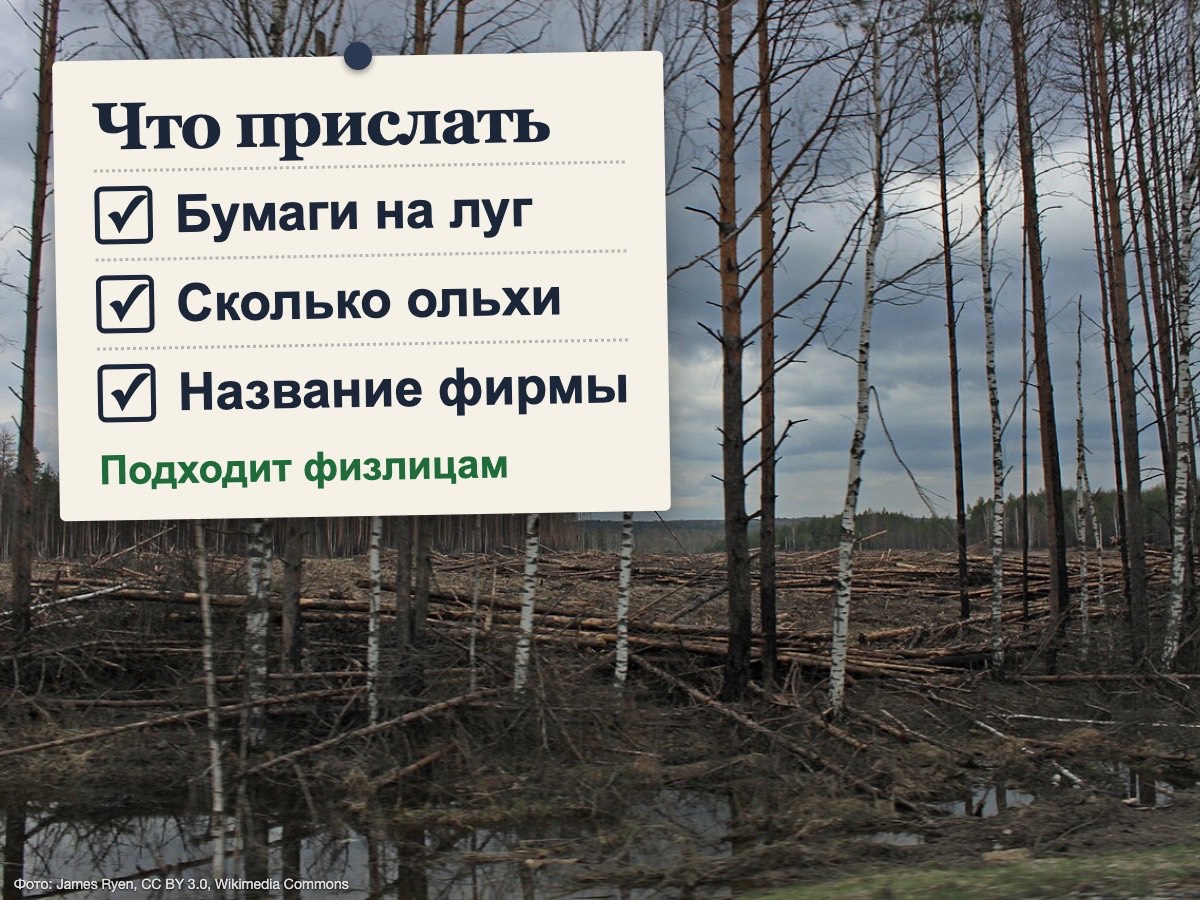 Что прислать
Бумаги на луг
Сколько ольхи
Название фирмы
Подходит физлицам
Фото: James Ryen, CC BY 3.0, Wikimedia Commons